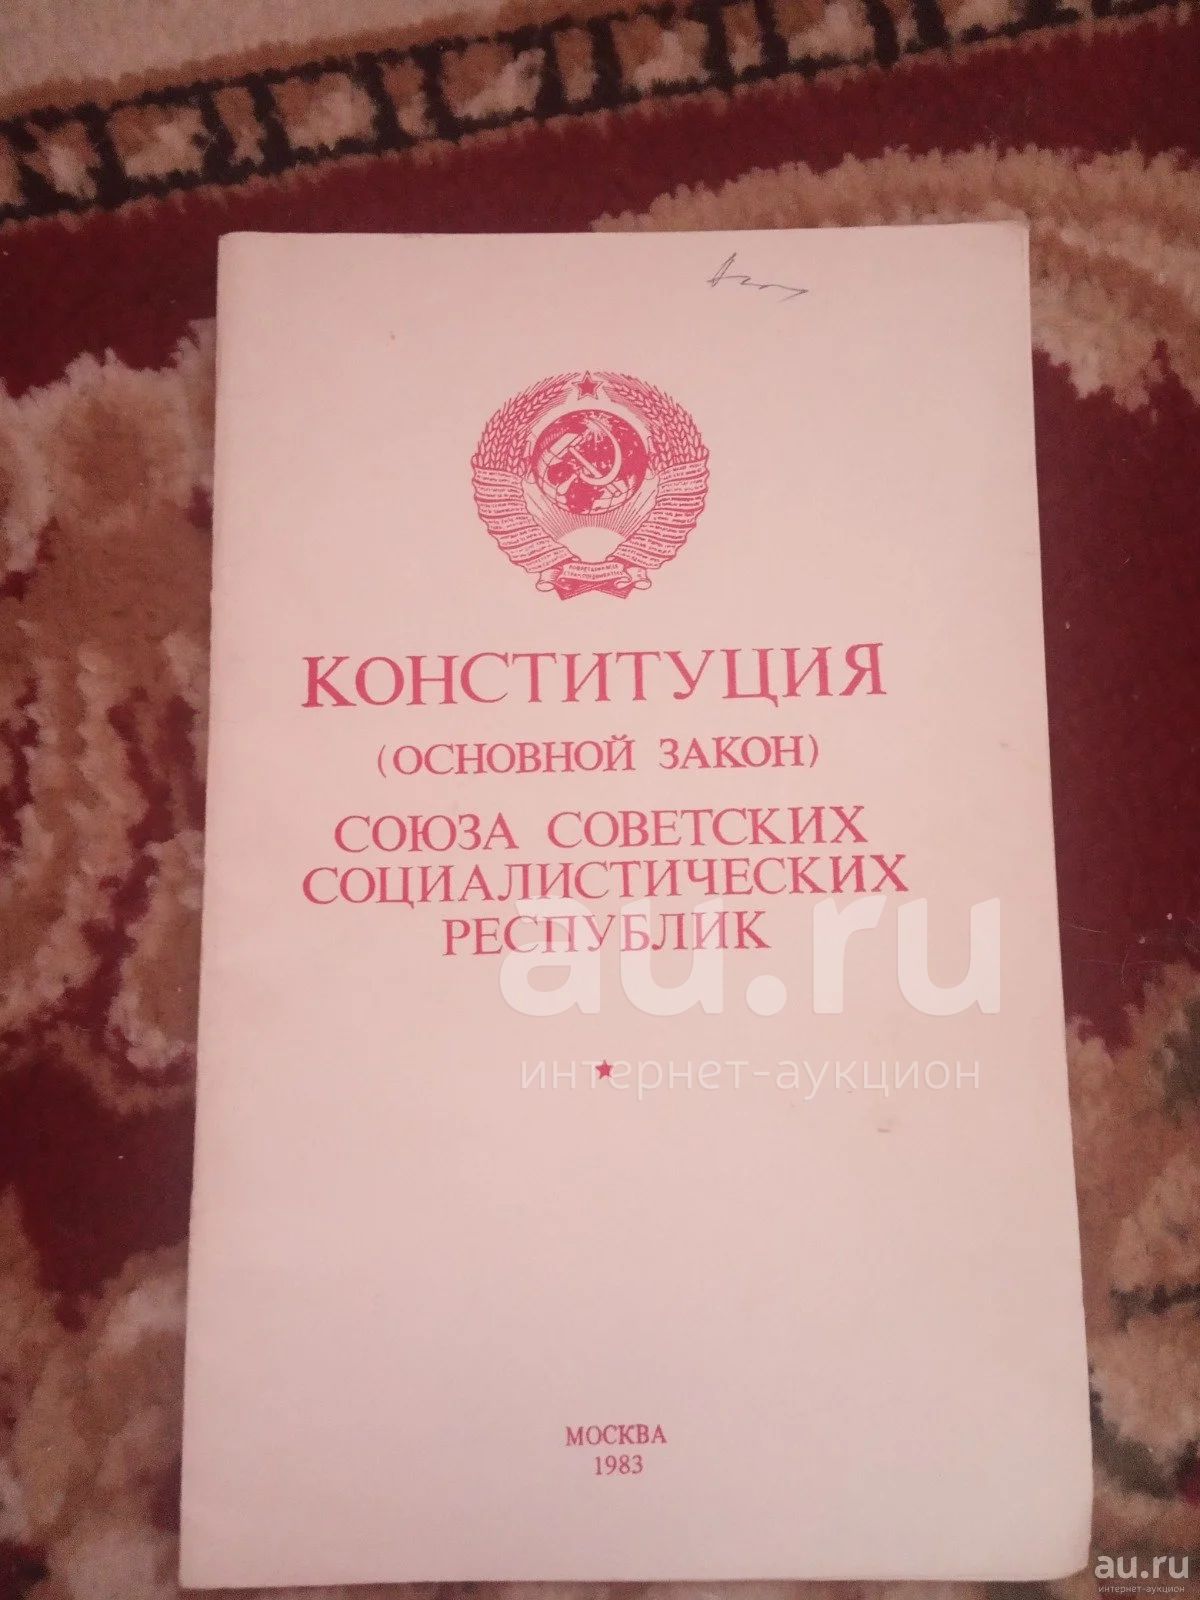 КОНСТИТУЦИЯ
(ОСНОВНОЙ ЗАКОН)
СОЮЗА СОВЕТСКИХ
СОЦИАЛИСТИЧЕСКИХ
РЕСПУБЛИК
au.ru
интернет-аукцион
МОСКВА
1983
au.ru
интернет-аукцион